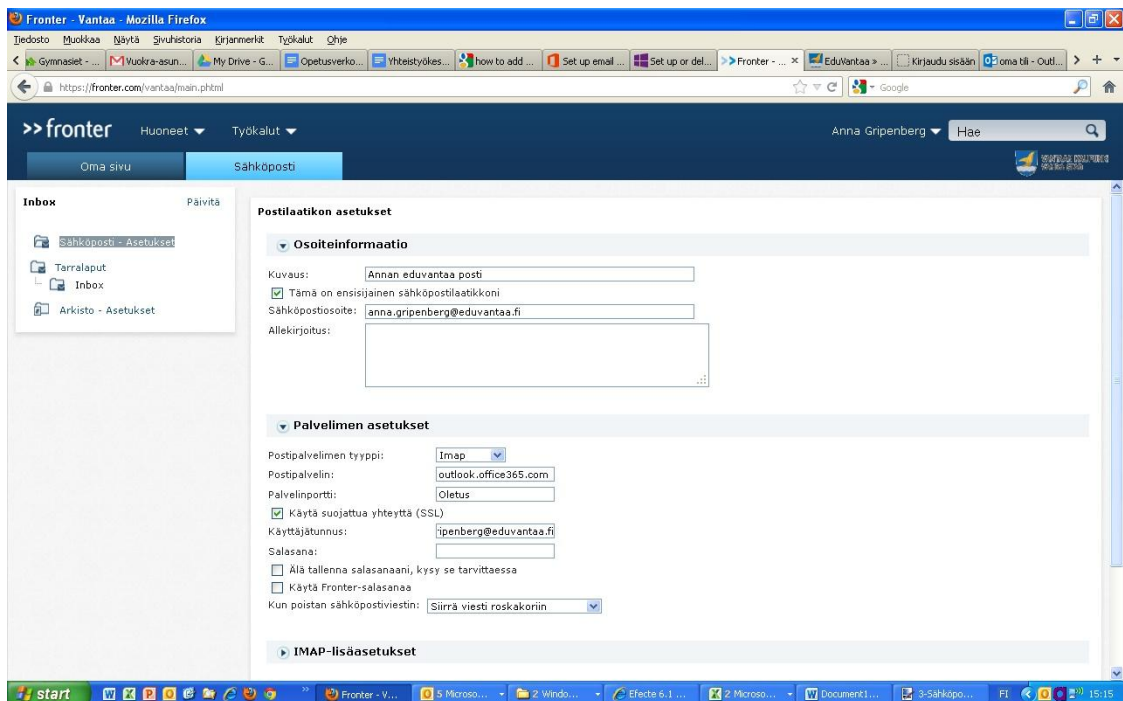 Fronter - Vantaa - Mozilla Firefox
Tiedosto Muokkaa Näytä Sivuhistoria Kirjanmerkit Työkalut Ohje
Gymnasiet - ... Vuokra-asun... My Drive - G... Opetusverko... Yhteistyökes... how to add ... Set up email ... Set up or del... >>Fronter - ... × EduVantaa » ... Kirjaudu sisään oma tili - Outl...
https://fronter.com/vantaa/main.phtml Google
>>fronter Huoneet Työkalut Anna Gripenberg Hae
Oma sivu Sähköposti
Inbox Päivitä
Sähköposti - Asetukset
Tarralaput
Inbox
Arkisto - Asetukset
Postilaatikon asetukset
Osoiteinformaatio
Kuvaus: Annan eduvantaa posti
Tämä on ensisijainen sähköpostilaatikkoni
Sähköpostiosoite: anna.gripenberg@eduvantaa.fi
Allekirjoitus:
Palvelimen asetukset
Postipalvelimen tyyppi: Imap
Postipalvelin: outlook.office365.com
Palvelinportti: Oletus
Käytä suojattua yhteyttä (SSL)
Käyttäjätunnus: ripenberg@eduvantaa.fi
Salasana:
Älä tallenna salasanaani, kysy se tarvittaessa
Käytä Fronter-salasanaa
Kun poistan sähköpostiviestin: Siirrä viesti roskakoriin
IMAP-lisäasetukset
start Fronter - V... 5 Microso... 2 Windo... Efecte 6.1 ... 2 Microso... Document1... 3-Sähköpo... FI 15:15